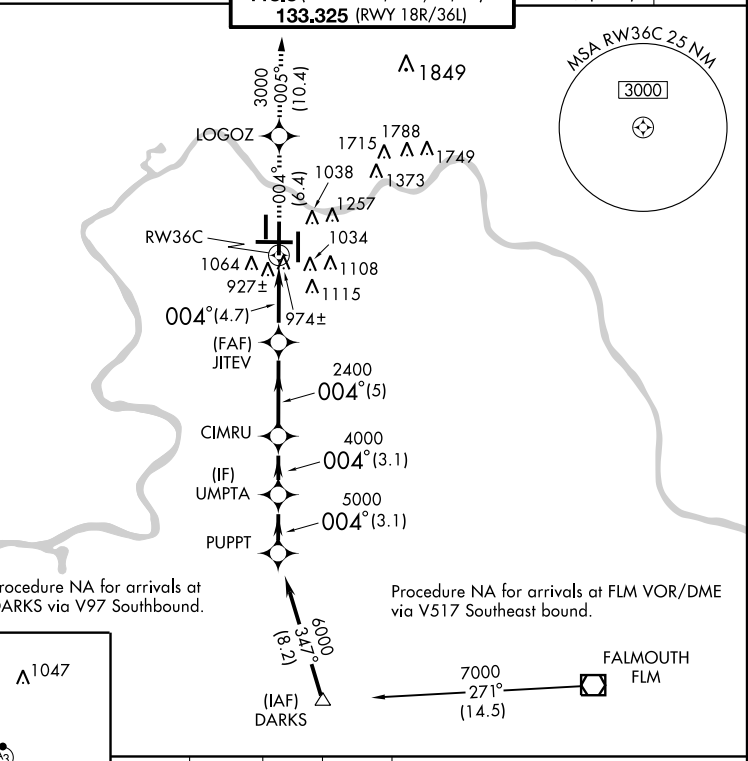 133.325 (RWY 18R/36L)
MSA RW36C 25 NM
3000
1849
3000
005°
(10.4)
LOGOZ
1715
1788
1749
1373
1038
004°
(6.4)
1257
RW36C
1034
1064
1108
927±
1115
004° (4.7)
974±
(FAF)
JITEV
2400
004° (5)
CIMRU
4000
004° (3.1)
(IF)
UMPTA
5000
004° (3.1)
PUPPT
rocedure NA for arrivals at
DARKS via V97 Southbound.
Procedure NA for arrivals at FLM VOR/DME
via V517 Southeast bound.
6000
347°
(8.2)
1047
FALMOUTH
FLM
7000
271°
(14.5)
(IAF)
DARKS